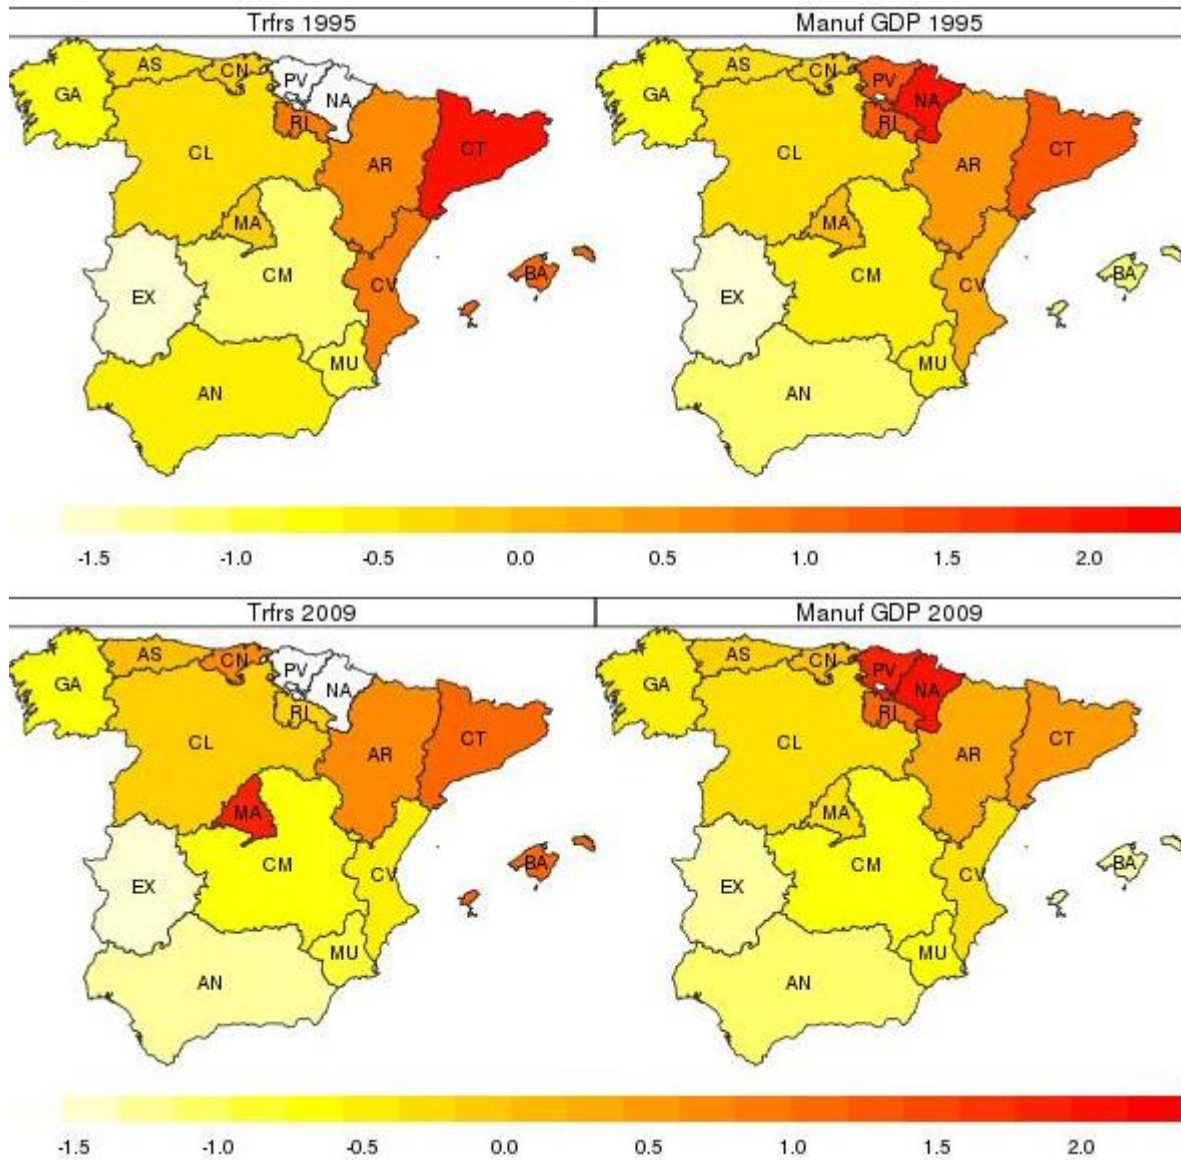 Trfrs 1995 Manuf GDP 1995
AS CN PV NA GA RI CL AR CT MA CM CV BA EX MU AN
AS CN PV NA GA RI CL AR CT MA CM CV BA EX MU AN
-1.5 -1.0 -0.5 0.0 0.5 1.0 1.5 2.0
Trfrs 2009 Manuf GDP 2009
AS CN PV NA GA RI CL AR CT MA CM CV BA EX MU AN
AS CN PV NA GA RI CL AR CT MA CM CV BA EX MU AN
-1.5 -1.0 -0.5 0.0 0.5 1.0 1.5 2.0